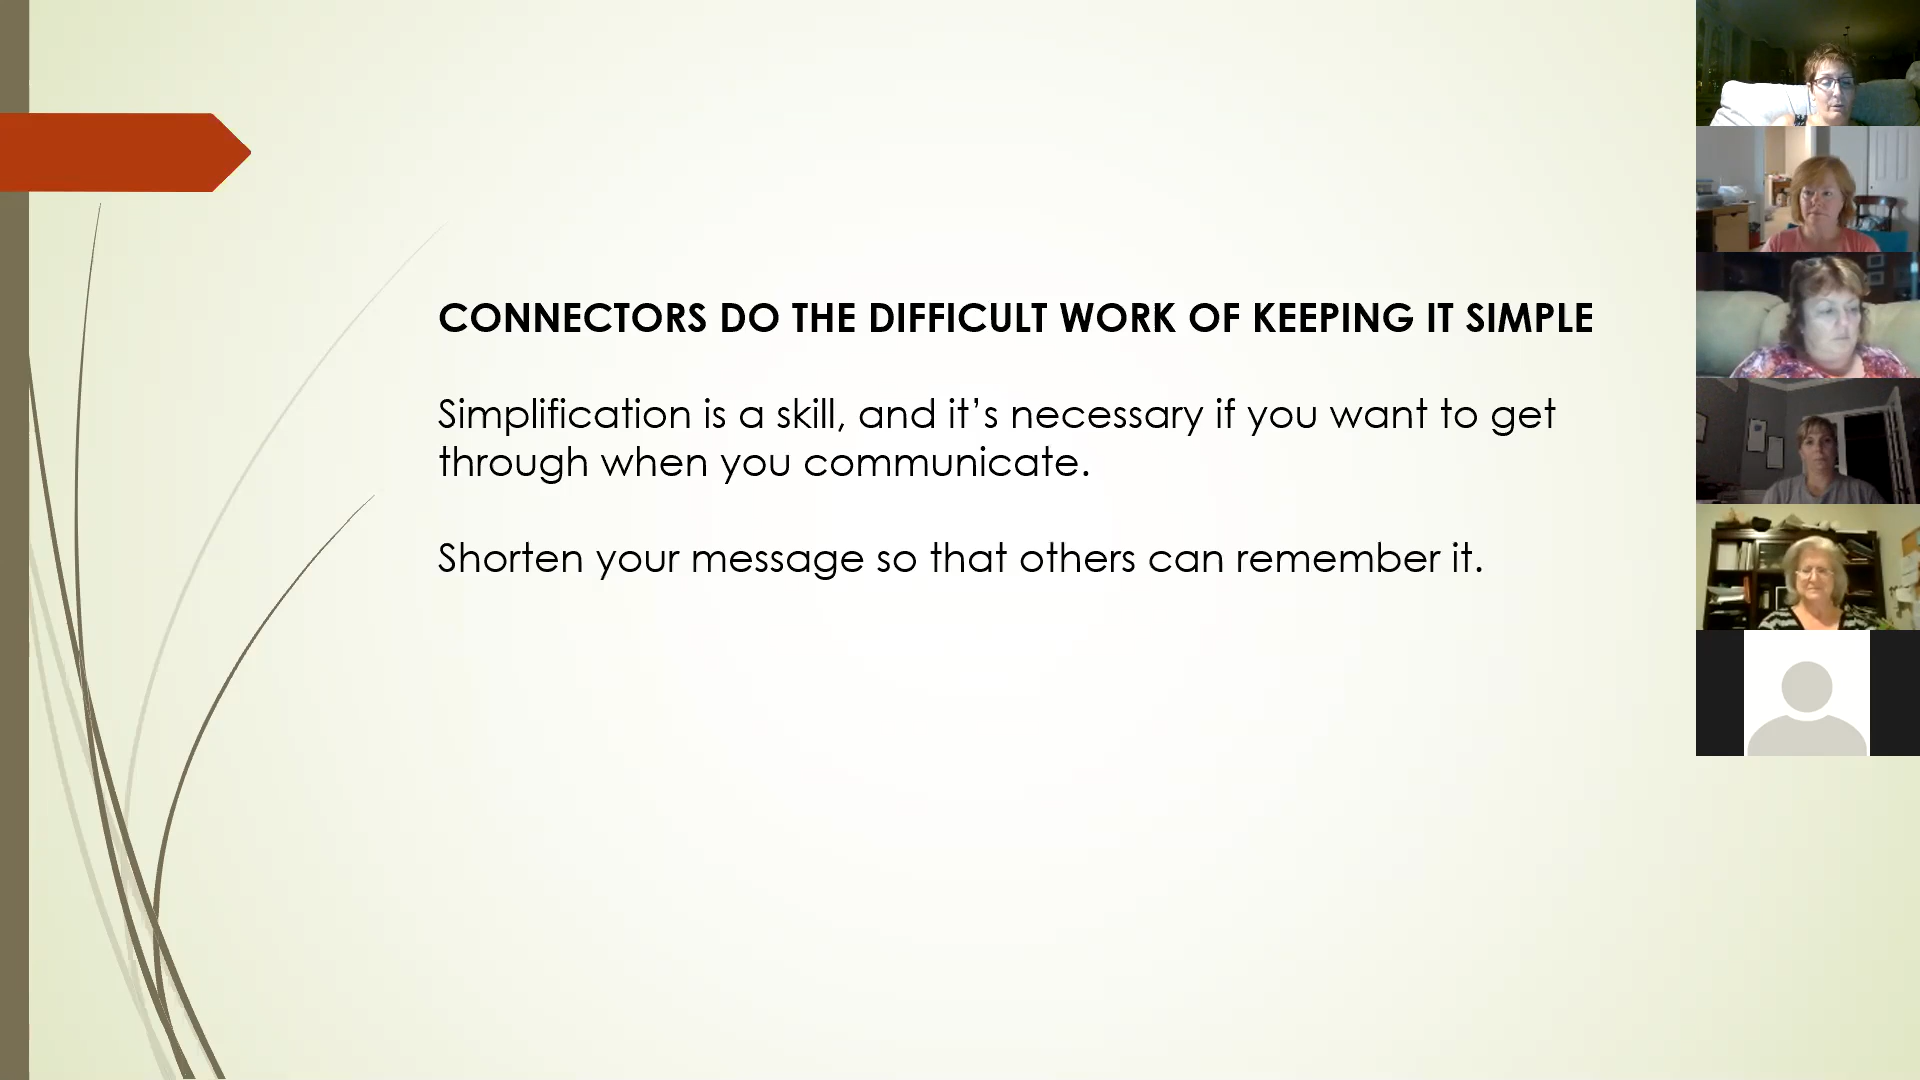 CONNECTORS DO THE DIFFICULT WORK OF KEEPING IT SIMPLE
Simplification is a skill, and it’s necessary if you want to get
through when you communicate.
Shorten your message so that others can remember it.